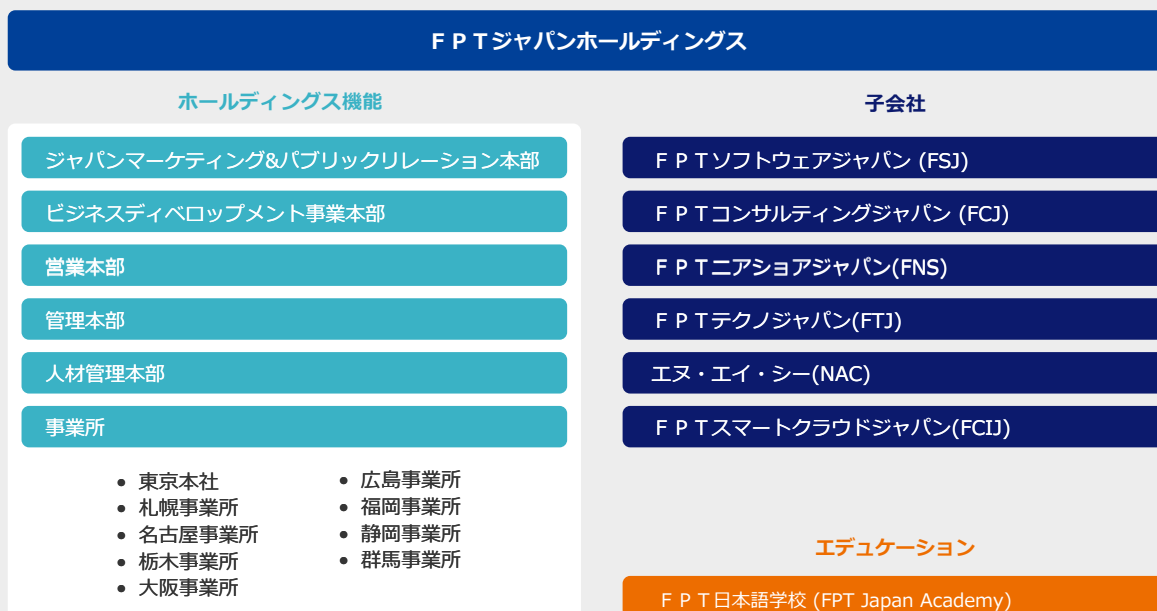 ＦＰＴジャパンホールディングス
ホールディングス機能
ジャパンマーケティング&パブリックリレーション本部
ビジネスディベロップメント事業本部
営業本部
管理本部
人材管理本部
事業所
東京本社
札幌事業所
名古屋事業所
栃木事業所
大阪事業所
広島事業所
福岡事業所
静岡事業所
群馬事業所
子会社
ＦＰＴソフトウェアジャパン (FSJ)
ＦＰＴコンサルティングジャパン (FCJ)
ＦＰＴニアショアジャパン(FNS)
ＦＰＴテクノジャパン(FTJ)
エヌ・エイ・シー(NAC)
ＦＰＴスマートクラウドジャパン(FCIJ)
エデュケーション
ＦＰＴ日本語学校 (FPT Japan Academy)